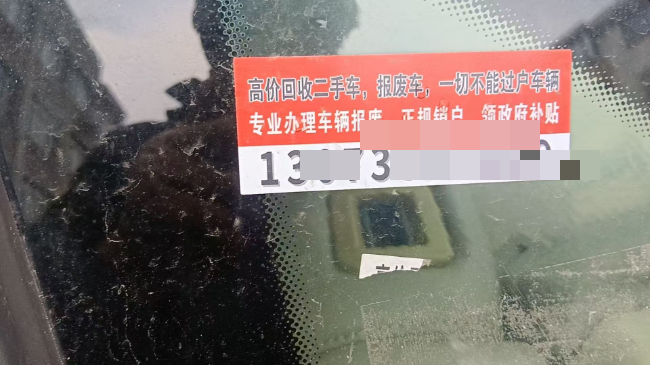 高价回收二手车，报废车，一切不能过户车辆
专业办理车辆报废 正规销户 领政府补贴